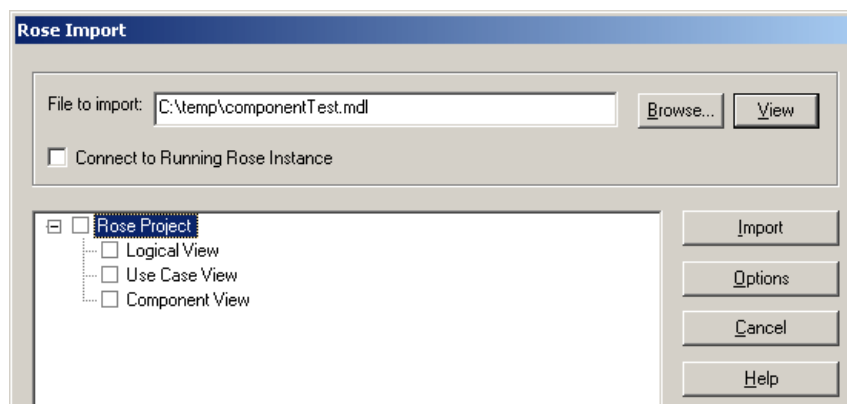 Rose Import
File to import: C:\temp\componentTest.mdl Browse... View
Connect to Running Rose Instance
Rose Project
Logical View
Use Case View
Component View
Import
Options
Cancel
Help